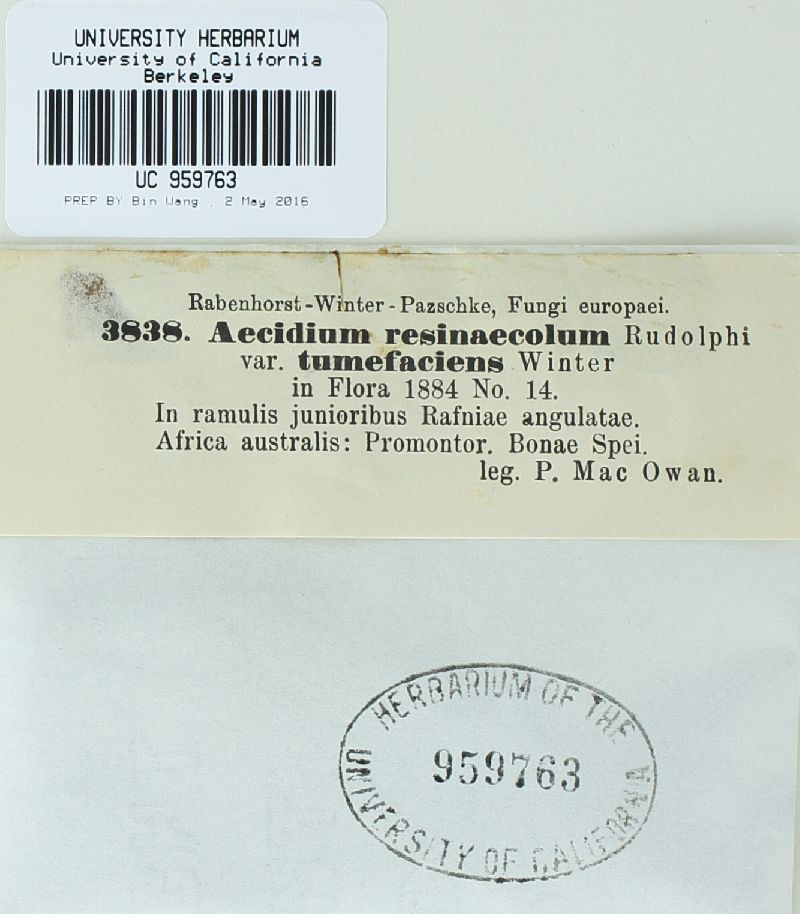 UNIVERSITY HERBARIUM
University of California
Berkeley
UC 959763
PREP BY Bin Wang , 2 May 2016
Rabenhorst-Winter-Pazschke, Fungi europaei.
3838. Aecidium resinaecolum Rudolphi
var. tumefaciens Winter
in Flora 1884 No. 14.
In ramulis junioribus Rafniae angulatae.
Africa australis: Promontor. Bonae Spei.
leg. P. Mac Owan.
HERBARIUM OF THE
959763
UNIVERSITY OF CALIFORNIA